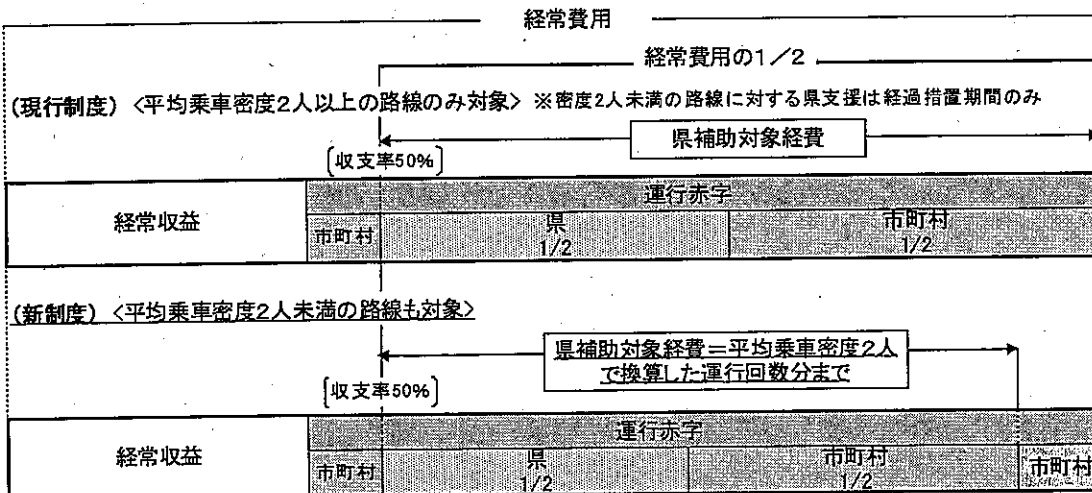 経常費用
経常費用の1/2
(現行制度) <平均乗車密度2人以上の路線のみ対象> ※密度2人未満の路線に対する県支援は経過措置期間のみ
県補助対象経費
〔収支率50%〕
運行赤字
経常収益
市町村
県
1/2
市町村
1/2
(新制度) <平均乗車密度2人未満の路線も対象>
県補助対象経費=平均乗車密度2人
で換算した運行回数分まで
〔収支率50%〕
運行赤字
経常収益
市町村
県
1/2
市町村
1/2
市町村